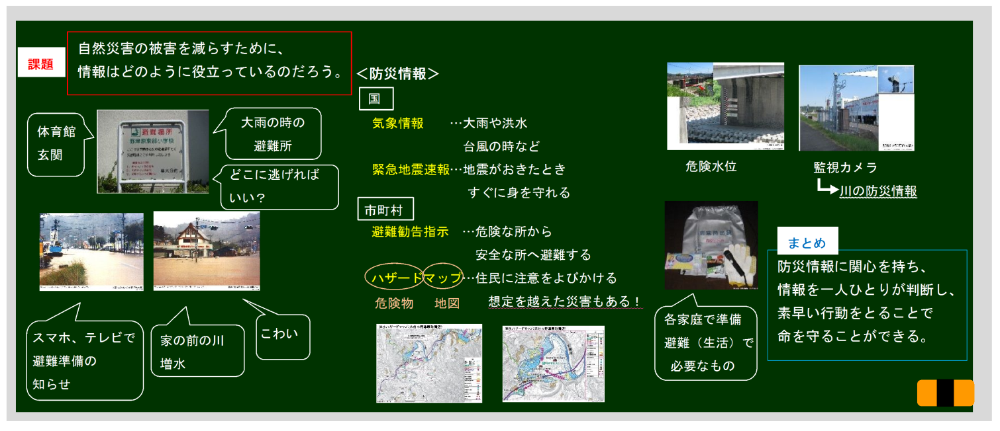 課題
自然災害の被害を減らすために、
情報はどのように役立っているのだろう。
体育館
玄関
避難場所
大雨の時の
避難所
どこに逃げれば
いい？
スマホ、テレビで
避難準備の
知らせ
家の前の川
増水
こわい
＜防災情報＞
国
気象情報 …大雨や洪水
台風の時など
緊急地震速報…地震がおきたとき
すぐに身を守れる
市町村
避難勧告指示 …危険な所から
安全な所へ避難する
ハザードマップ…住民に注意をよびかける
危険物 地図
想定を越えた災害もある！
危険水位
監視カメラ
川の防災情報
非常持出袋
各家庭で準備
避難（生活）で
必要なもの
まとめ
防災情報に関心を持ち、
情報を一人ひとりが判断し、
素早い行動をとることで
命を守ることができる。